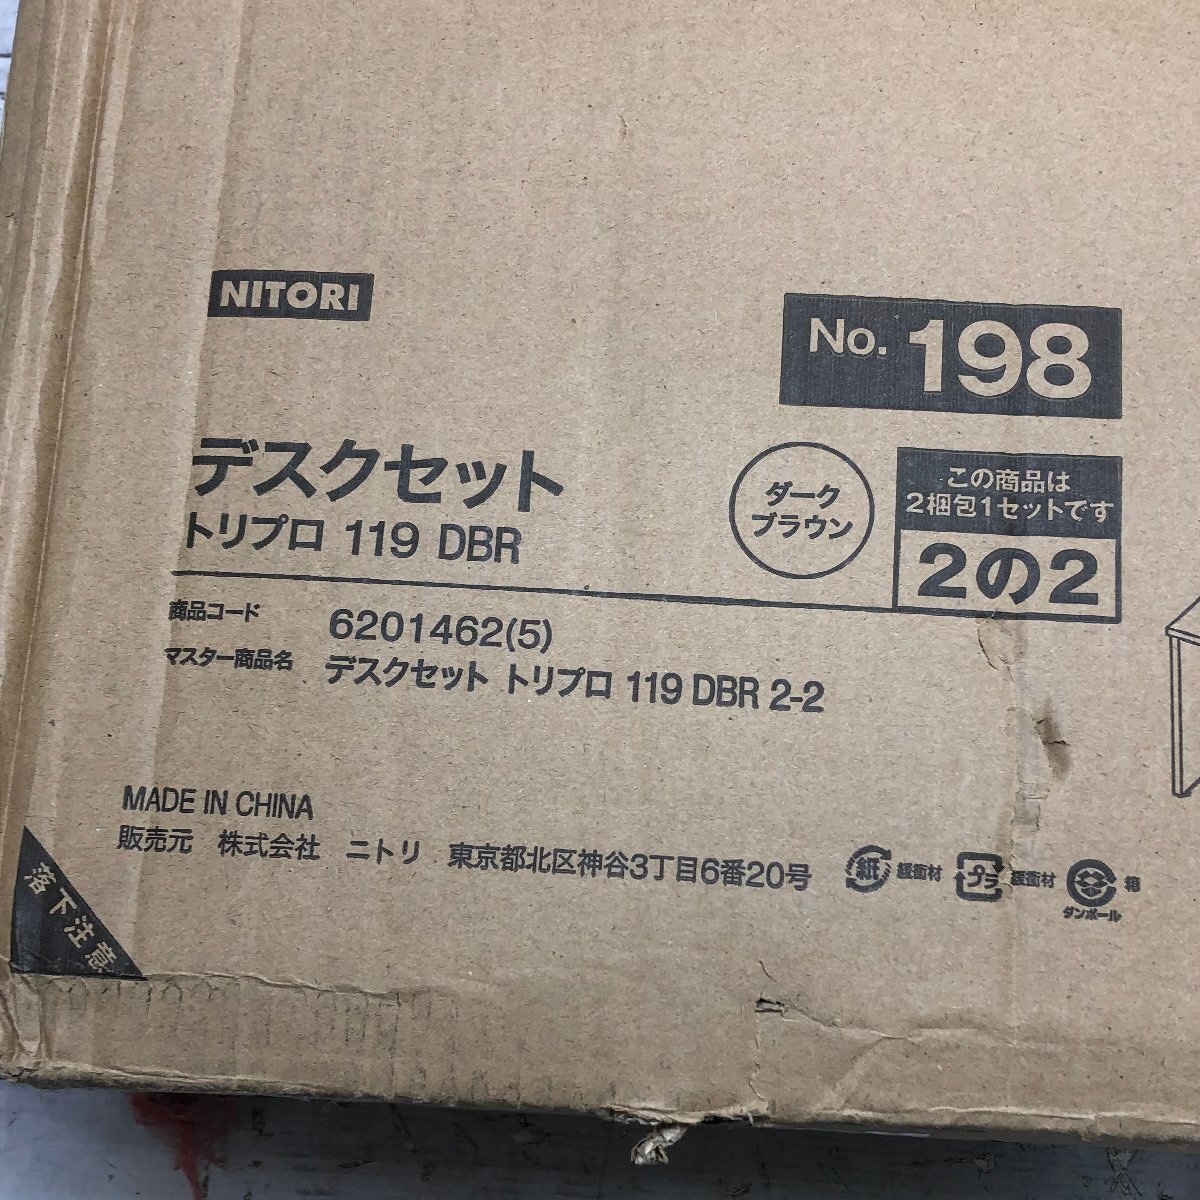 NITORI
No. 198
デスクセット
トリプロ 119 DBR
ダーク
ブラウン
この商品は
2梱包1セットです
2の2
商品コード 6201462(5)
マスター商品名 デスクセット トリプロ 119 DBR 2-2
MADE IN CHINA
販売元 株式会社 ニトリ 東京都北区神谷3丁目6番20号
紙 緩衝材 プラ 緩衝材 箱
ダンボール
落下注意